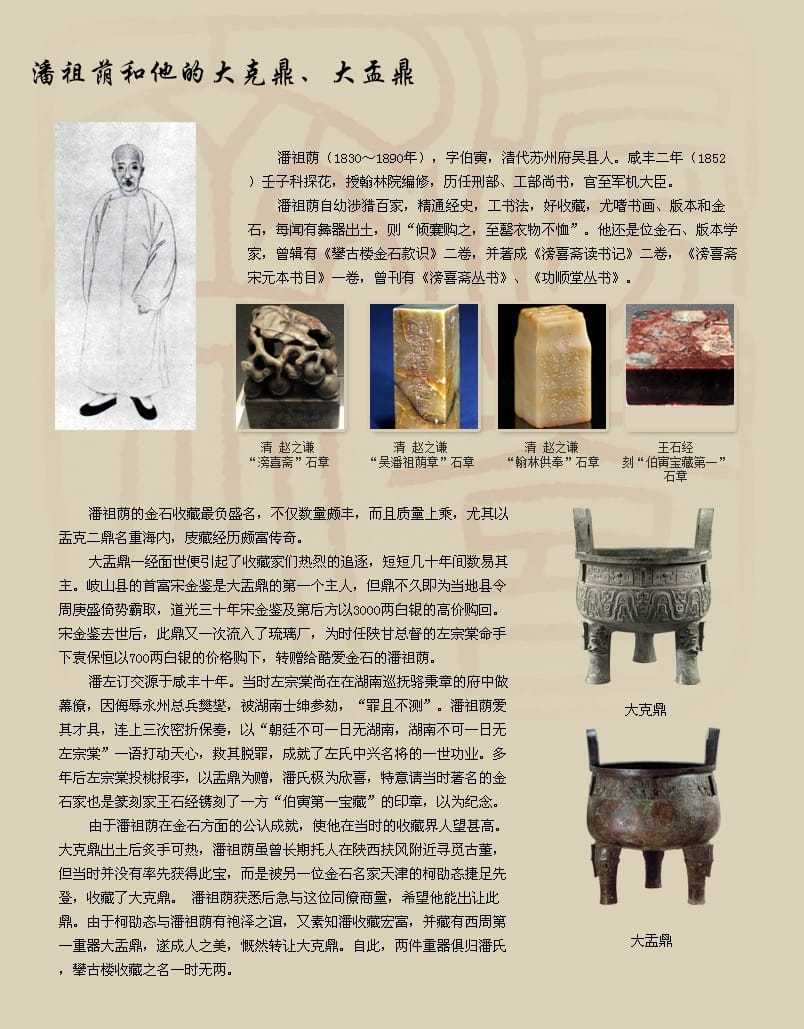 潘祖荫和他的大克鼎、大盂鼎
潘祖荫（1830～1890年），字伯寅，清代苏州府吴县人。咸丰二年（1852
）壬子科探花，授翰林院编修，历任刑部、工部尚书，官至军机大臣。
潘祖荫自幼涉猎百家，精通经史，工书法，好收藏，尤嗜书画、版本和金
石，每闻有彝器出土，则“倾囊购之，至罄衣物不恤”。他还是位金石、版本学
家，曾辑有《攀古楼金石款识》二卷，并著成《滂喜斋读书记》二卷，《滂喜斋
宋元本书目》一卷，曾刊有《滂喜斋丛书》、《功顺堂丛书》。
清 赵之谦
“滂喜斋”石章
清 赵之谦
“吴潘祖荫章”石章
清 赵之谦
“翰林供奉”石章
王石经
刻“伯寅宝藏第一”
石章
潘祖荫的金石收藏最负盛名，不仅数量颇丰，而且质量上乘，尤其以
盂克二鼎名重海内，庋藏经历颇富传奇。
大盂鼎一经面世便引起了收藏家们热烈的追逐，短短几十年间数易其
主。岐山县的首富宋金鉴是大盂鼎的第一个主人，但鼎不久即为当地县令
周庚盛倚势霸取，道光三十年宋金鉴及第后方以3000两白银的高价购回。
宋金鉴去世后，此鼎又一次流入了琉璃厂，为时任陕甘总督的左宗棠命手
下袁保恒以700两白银的价格购下，转赠给酷爱金石的潘祖荫。
潘左订交源于咸丰十年。当时左宗棠尚在在湖南巡抚骆秉章的府中做
幕僚，因侮辱永州总兵樊燮，被湖南士绅参劾，“罪且不测”。潘祖荫爱
其才具，连上三次密折保奏，以“朝廷不可一日无湖南，湖南不可一日无
左宗棠”一语打动天心，救其脱罪，成就了左氏中兴名将的一世功业。多
年后左宗棠投桃报李，以盂鼎为赠，潘氏极为欣喜，特意请当时著名的金
石家也是篆刻家王石经镌刻了一方“伯寅第一宝藏”的印章，以为纪念。
由于潘祖荫在金石方面的公认成就，使他在当时的收藏界人望甚高。
大克鼎出土后炙手可热，潘祖荫虽曾长期托人在陕西扶风附近寻觅古董，
但当时并没有率先获得此宝，而是被另一位金石名家天津的柯劭忞捷足先
登，收藏了大克鼎。 潘祖荫获悉后急与这位同僚商量，希望他能出让此
鼎。由于柯劭忞与潘祖荫有袍泽之谊，又素知潘收藏宏富，并藏有西周第
一重器大盂鼎，遂成人之美，慨然转让大克鼎。自此，两件重器俱归潘氏
，攀古楼收藏之名一时无两。
大克鼎
大盂鼎